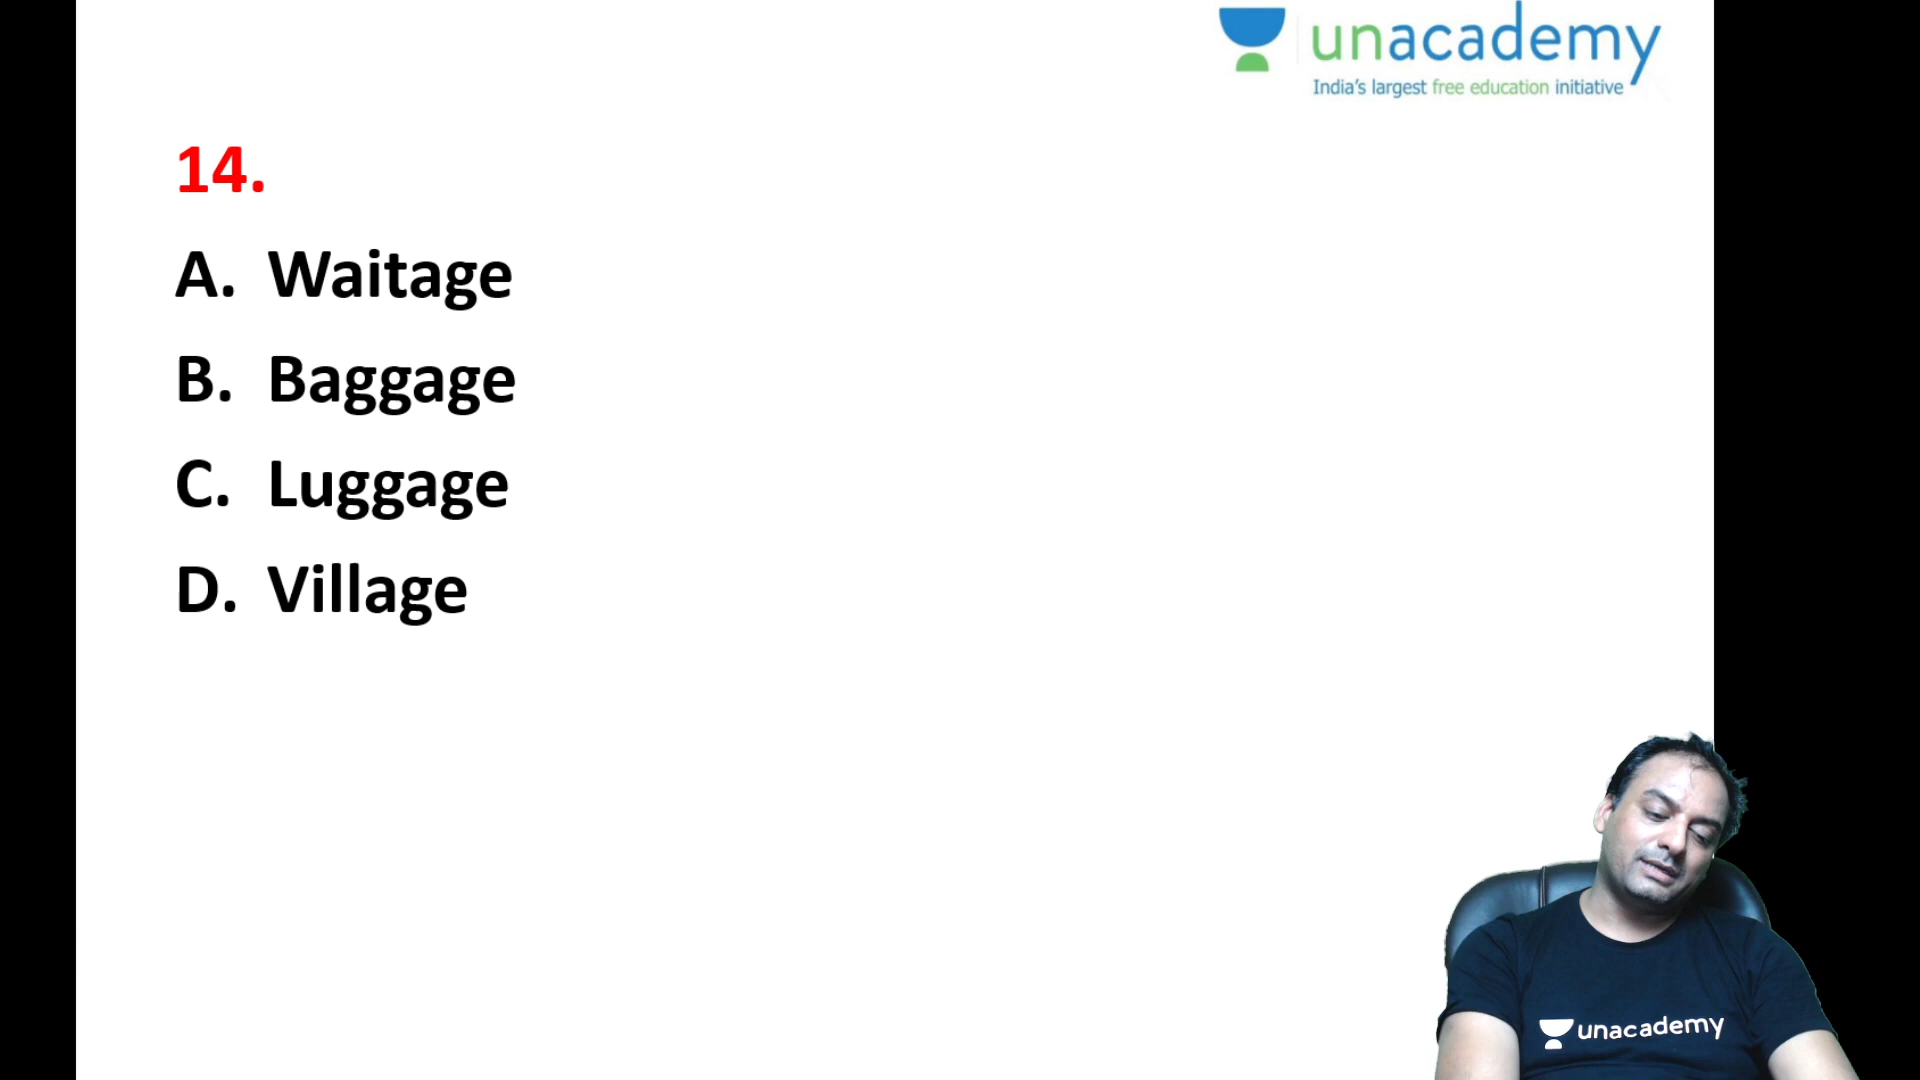 unacademy
India's largest free education initiative
14.
A. Waitage
B. Baggage
C. Luggage
D. Village
unacademy